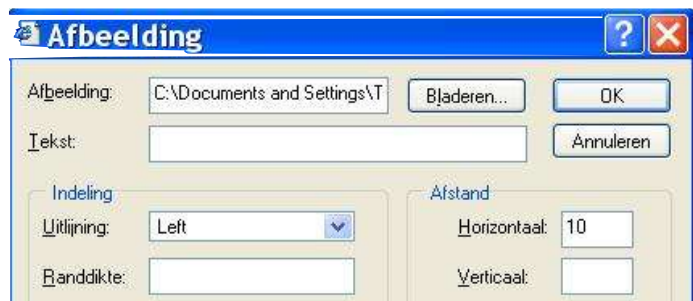 Afbeelding
Afbeelding: C:\Documents and Settings\T Bladeren... OK
Tekst: Annuleren
Indeling Afstand
Uitlijning: Left Horizontaal: 10
Randdikte: Verticaal: